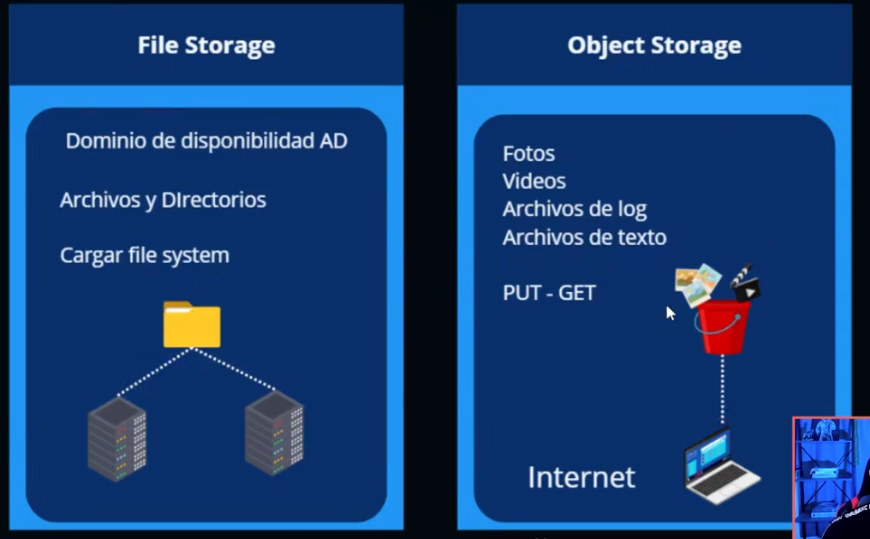 File Storage
Dominio de disponibilidad AD
Archivos y DIrectorios
Cargar file system
Object Storage
Fotos
Videos
Archivos de log
Archivos de texto
PUT - GET
Internet